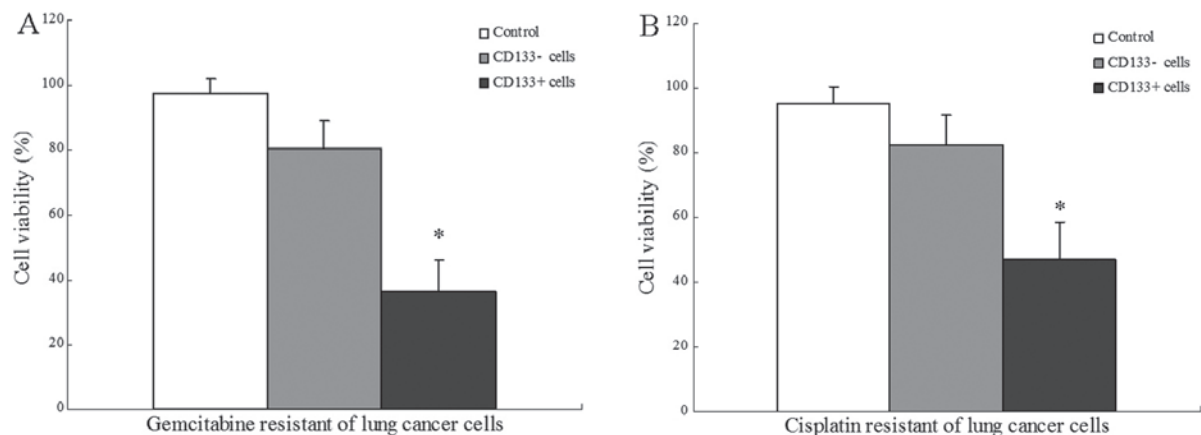 A
Control
CD133- cells
CD133+ cells
120
100
80
60
40
20
0
Cell viability (%)
*
Gemcitabine resistant of lung cancer cells
B
Control
CD133- cells
CD133+ cells
120
100
80
60
40
20
0
Cell viability (%)
*
Cisplatin resistant of lung cancer cells